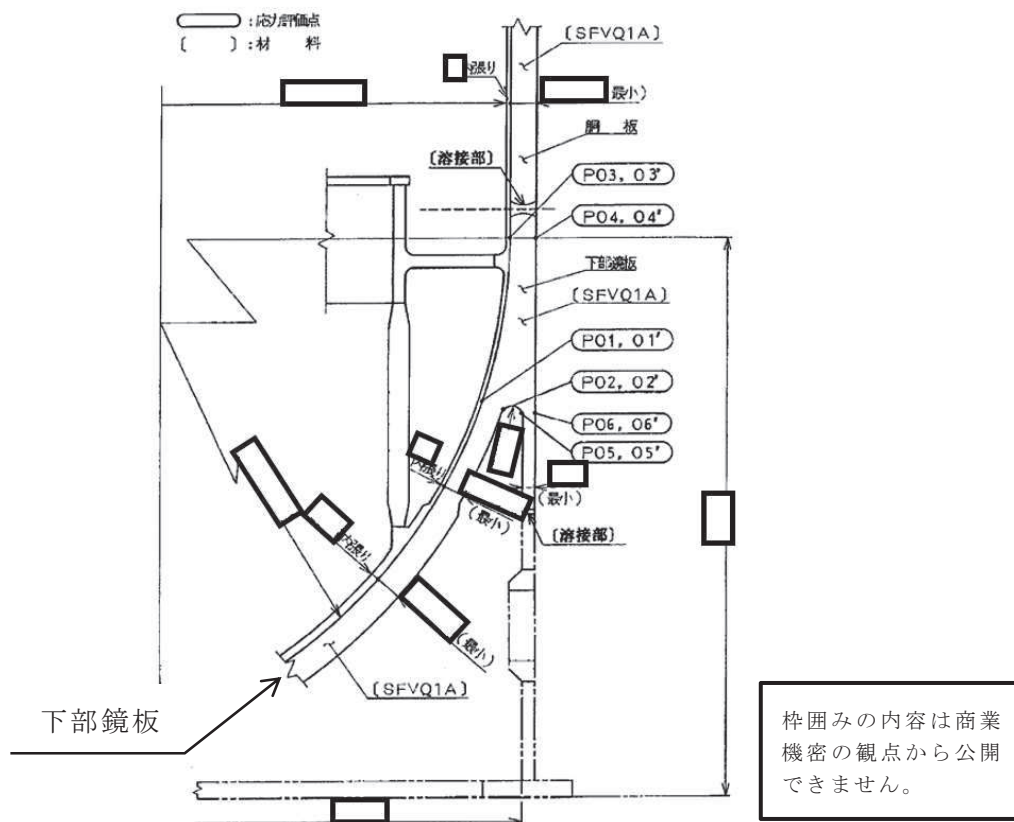 ：応力評価点
〔 〕：材 料
〔SFVQ1A〕
内張り
最小）
胴 板
〔溶接部〕
P03, 03'
P04, 04'
下部鏡板
〔SFVQ1A〕
P01, 01'
P02, 02'
P06, 06'
P05, 05'
内張り
（最小）
（最小）
〔溶接部〕
内張り
（最小）
〔SFVQ1A〕
下部鏡板
枠囲みの内容は商業
機密の観点から公開
できません。